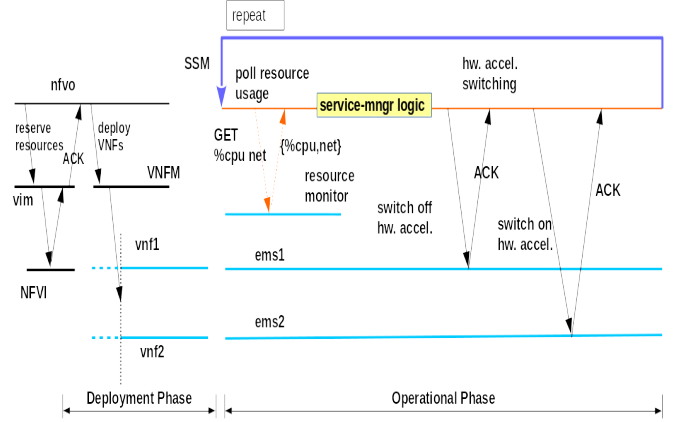 repeat
SSM
poll resource
usage
service-mngr logic
hw. accel.
switching
nfvo
reserve
resources
ACK
deploy
VNFs
VNFM
vim
NFVI
GET
%cpu net
{%cpu,net}
resource
monitor
ACK
ACK
switch off
hw. accel.
switch on
hw. accel.
vnf1
ems1
vnf2
ems2
Deployment Phase
Operational Phase